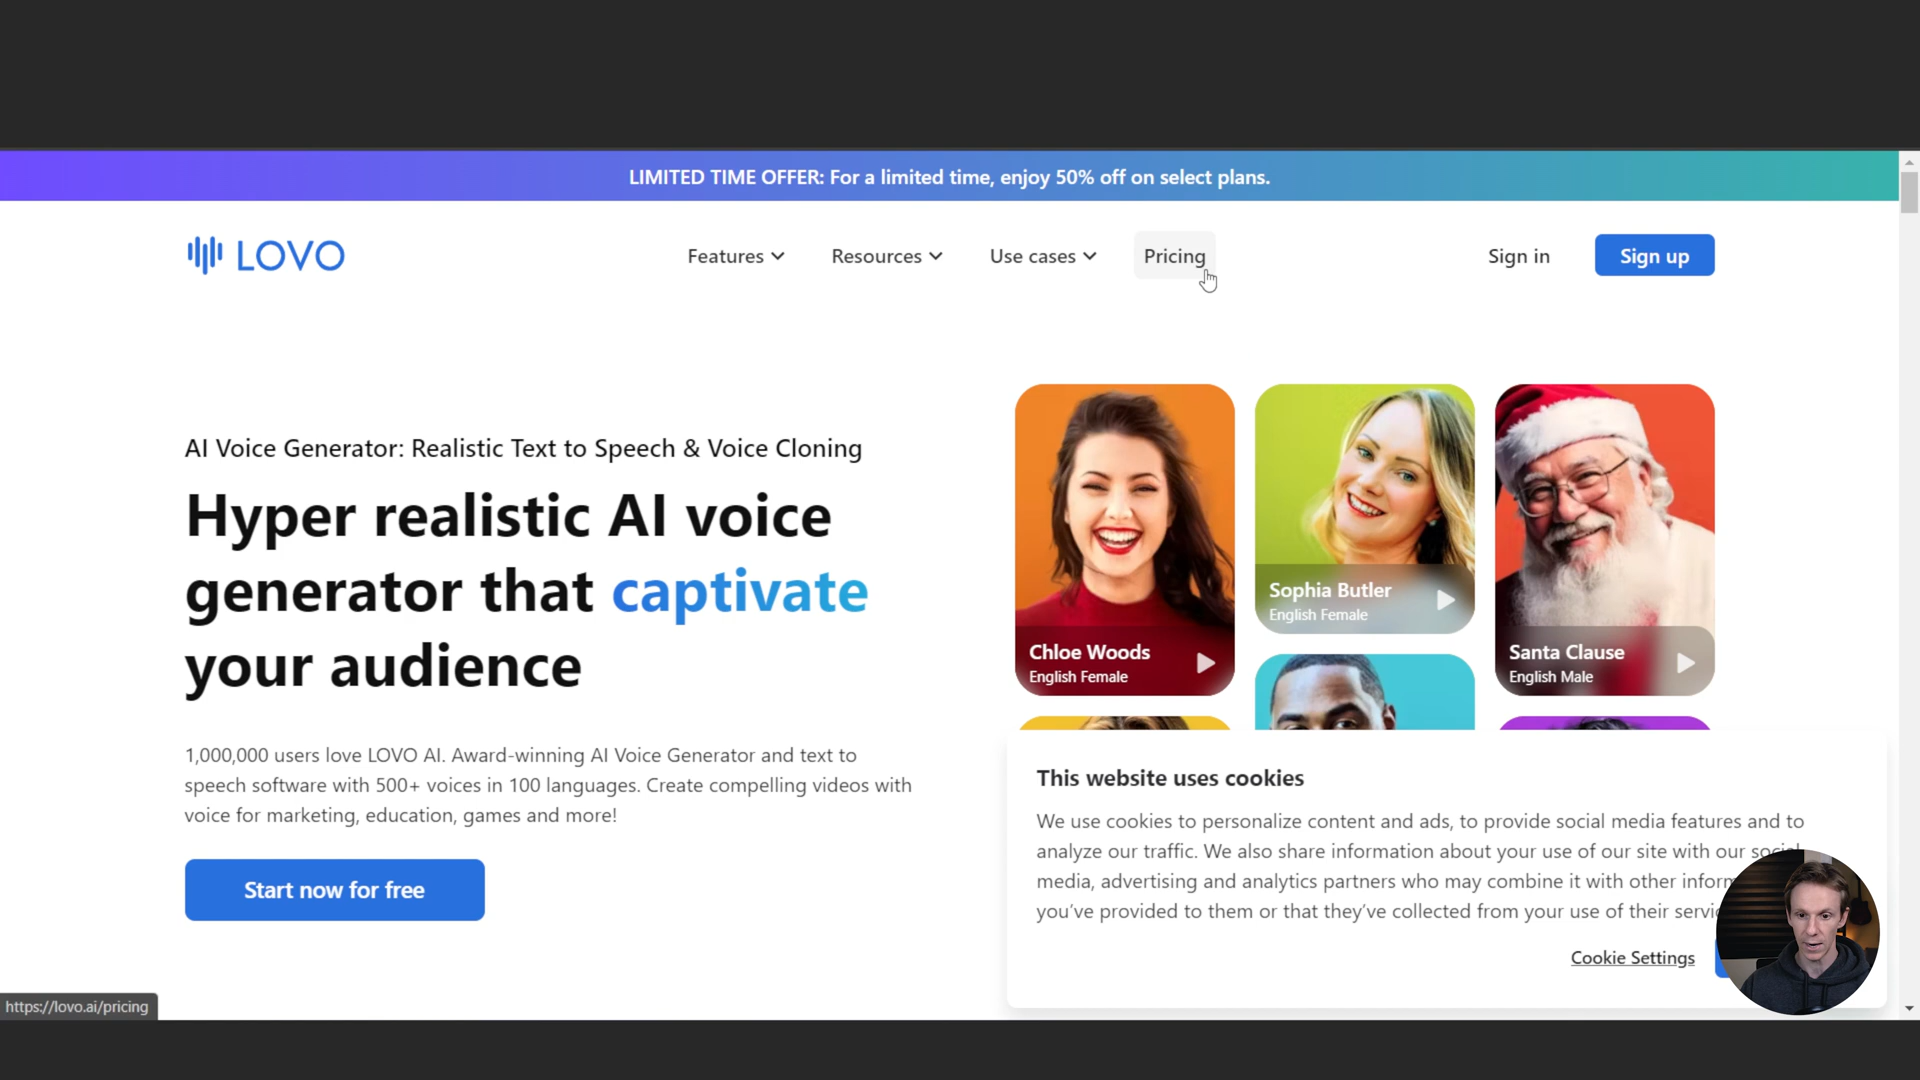 LIMITED TIME OFFER: For a limited time, enjoy 50% off on select plans.
LOVO
Features
Resources
Use cases
Pricing
Sign in
Sign up
AI Voice Generator: Realistic Text to Speech & Voice Cloning
Hyper realistic AI voice
generator that captivate
your audience
1,000,000 users love LOVO AI. Award-winning AI Voice Generator and text to
speech software with 500+ voices in 100 languages. Create compelling videos with
voice for marketing, education, games and more!
Start now for free
Chloe Woods
English Female
Sophia Butler
English Female
Santa Clause
English Male
This website uses cookies
We use cookies to personalize content and ads, to provide social media features and to
analyze our traffic. We also share information about your use of our site with our social
media, advertising and analytics partners who may combine it with other
you've provided to them or that they've collected from your use of their
Cookie Settings
https://lovo.ai/pricing